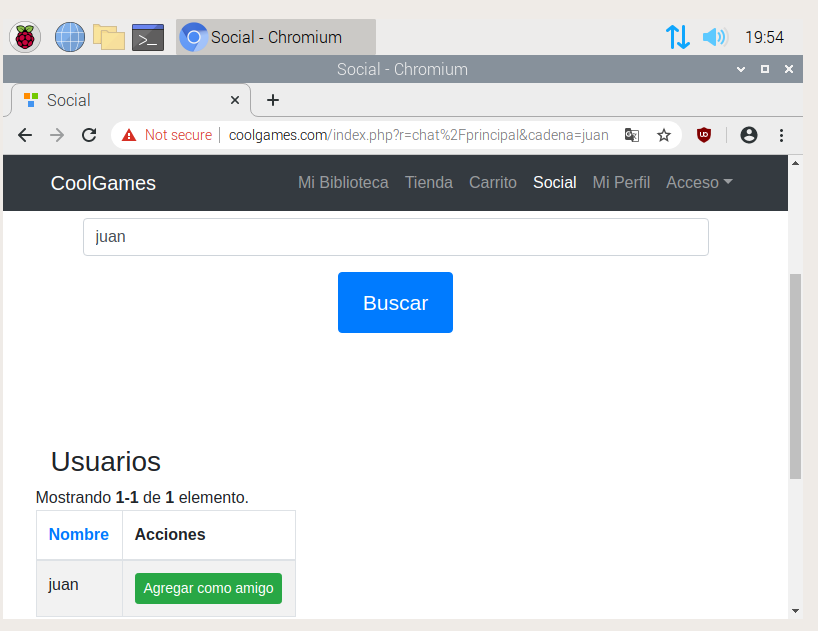 Social - Chromium 19:54
Social - Chromium
Social
Not secure | coolgames.com/index.php?r=chat%2Fprincipal&cadena=juan
CoolGames Mi Biblioteca Tienda Carrito Social Mi Perfil Acceso
juan
Buscar
Usuarios
Mostrando 1-1 de 1 elemento.
Nombre Acciones
juan Agregar como amigo